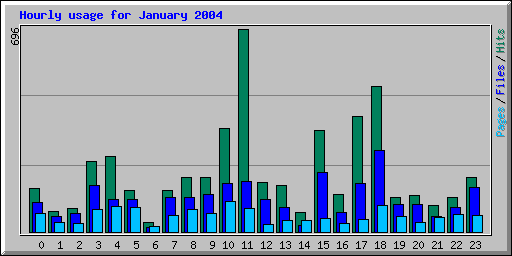 Hourly usage for January 2004
696
Pages / Files / Hits
0 1 2 3 4 5 6 7 8 9 10 11 12 13 14 15 16 17 18 19 20 21 22 23